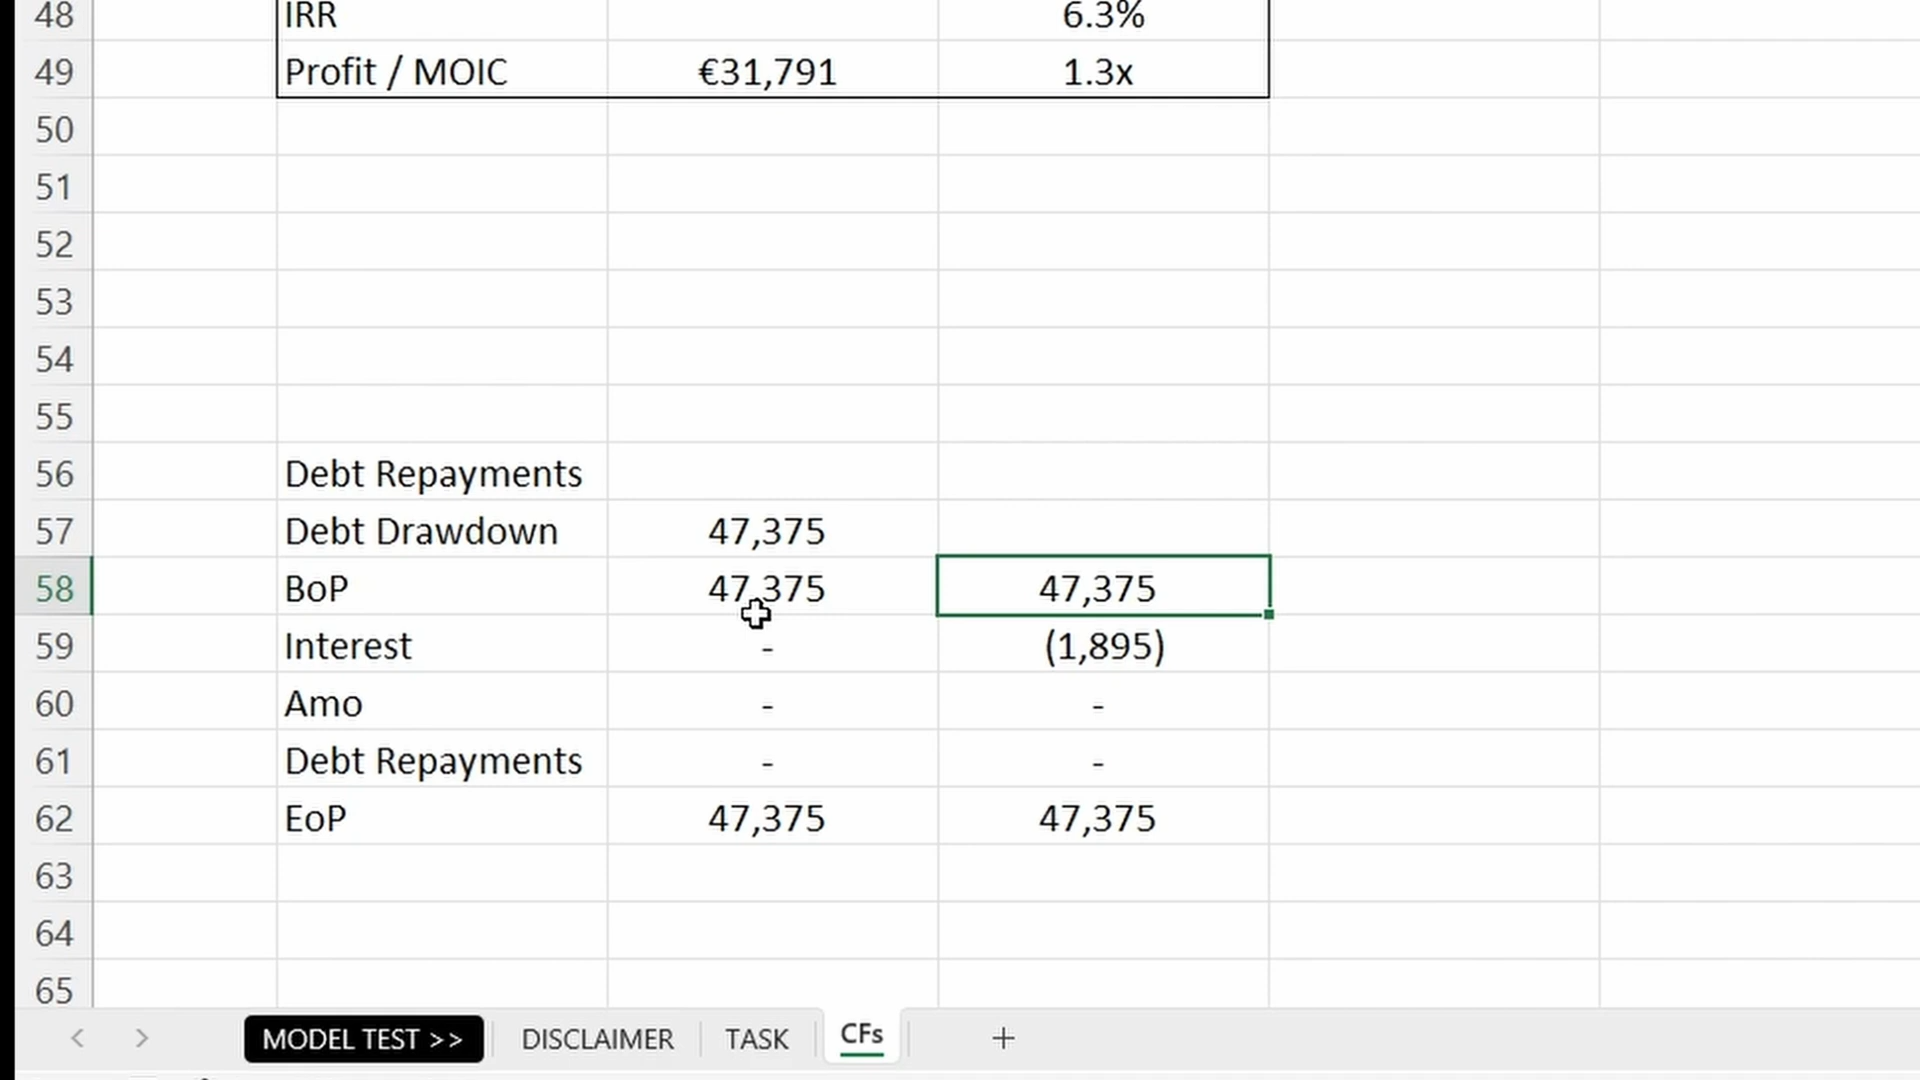 48 IRR 6.3%
49 Profit / MOIC €31,791 1.3x
50
51
52
53
54
55
56 Debt Repayments
57 Debt Drawdown 47,375
58 BoP 47,375 47,375
59 Interest - (1,895)
60 Amo - -
61 Debt Repayments - -
62 EoP 47,375 47,375
63
64
65
MODEL TEST >> DISCLAIMER TASK CFs +